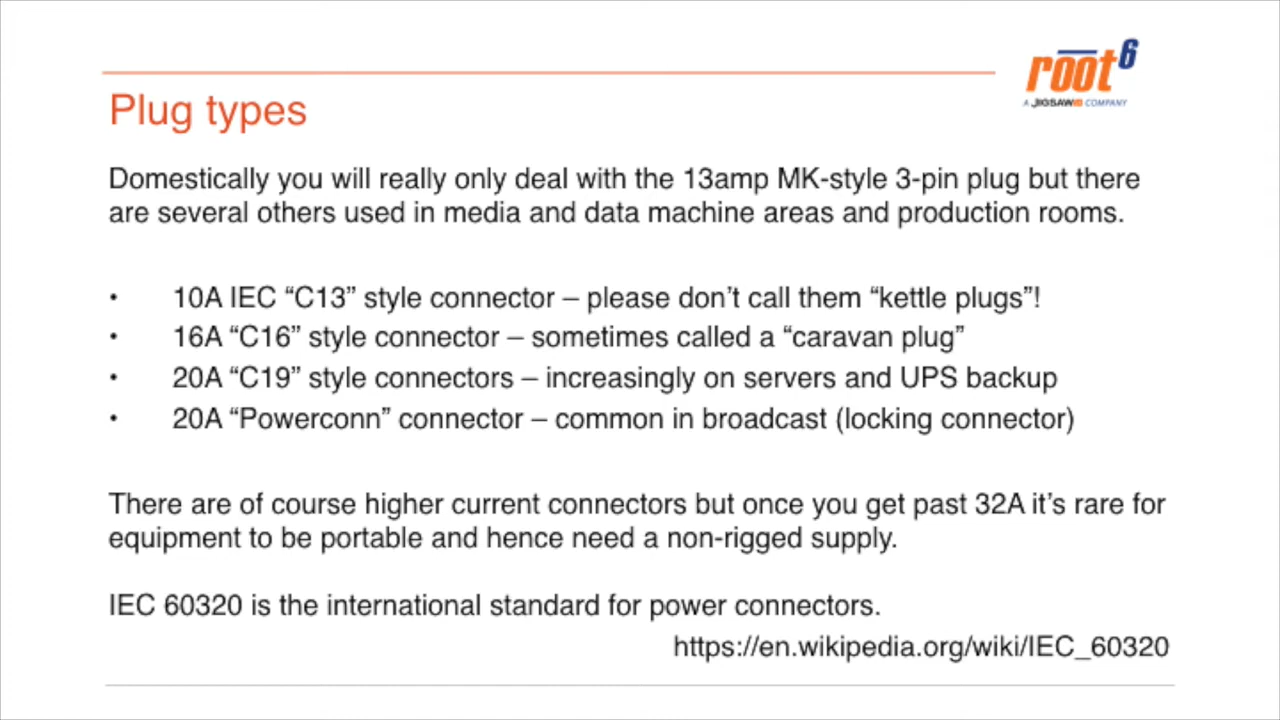 root6
A JIGSAW24 COMPANY
Plug types
Domestically you will really only deal with the 13amp MK-style 3-pin plug but there
are several others used in media and data machine areas and production rooms.
• 10A IEC “C13” style connector – please don’t call them “kettle plugs”!
• 16A “C16” style connector – sometimes called a “caravan plug”
• 20A “C19” style connectors – increasingly on servers and UPS backup
• 20A “Powerconn” connector – common in broadcast (locking connector)
There are of course higher current connectors but once you get past 32A it’s rare for
equipment to be portable and hence need a non-rigged supply.
IEC 60320 is the international standard for power connectors.
https://en.wikipedia.org/wiki/IEC_60320